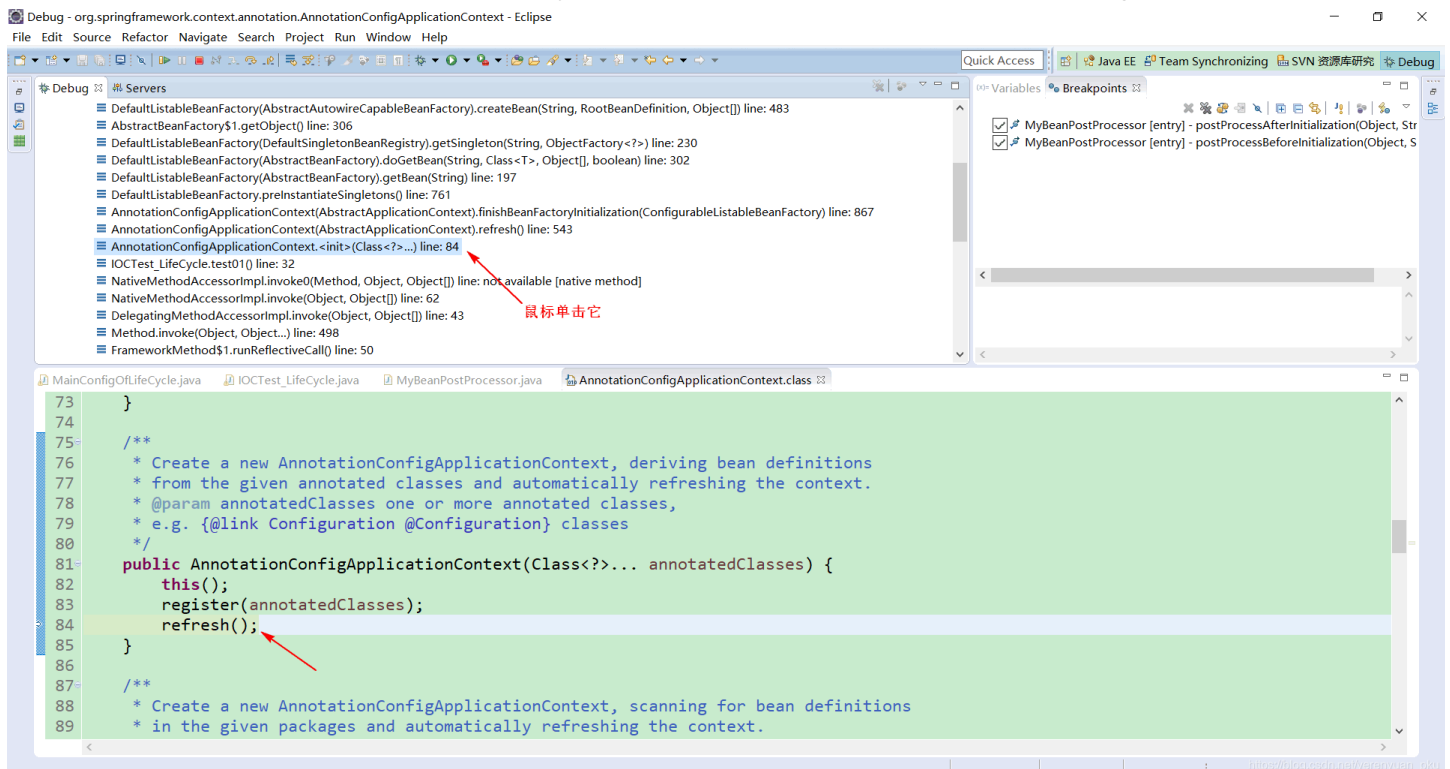 Debug - org.springframework.context.annotation.AnnotationConfigApplicationContext - Eclipse
File Edit Source Refactor Navigate Search Project Run Window Help
Quick Access Java EE Team Synchronizing SVN 资源库研究 Debug
Debug Servers
DefaultListableBeanFactory(AbstractAutowireCapableBeanFactory).createBean(String, RootBeanDefinition, Object[]) line: 483
AbstractBeanFactory$1.getObject() line: 306
DefaultListableBeanFactory(DefaultSingletonBeanRegistry).getSingleton(String, ObjectFactory<?>) line: 230
DefaultListableBeanFactory(AbstractBeanFactory).doGetBean(String, Class<T>, Object[], boolean) line: 302
DefaultListableBeanFactory(AbstractBeanFactory).getBean(String) line: 197
DefaultListableBeanFactory.preInstantiateSingletons() line: 761
AnnotationConfigApplicationContext(AbstractApplicationContext).finishBeanFactoryInitialization(ConfigurableListableBeanFactory) line: 867
AnnotationConfigApplicationContext(AbstractApplicationContext).refresh() line: 543
AnnotationConfigApplicationContext.<init>(Class<?>...) line: 84
IOCTest_LifeCycle.test01() line: 32
NativeMethodAccessorImpl.invoke0(Method, Object, Object[]) line: not available [native method]
NativeMethodAccessorImpl.invoke(Object, Object[]) line: 62
DelegatingMethodAccessorImpl.invoke(Object, Object[]) line: 43
Method.invoke(Object, Object...) line: 498
FrameworkMethod$1.runReflectiveCall() line: 50
鼠标单击它
(x)= Variables Breakpoints
MyBeanPostProcessor [entry] - postProcessAfterInitialization(Object, Str
MyBeanPostProcessor [entry] - postProcessBeforeInitialization(Object, S
MainConfigOfLifeCycle.java IOCTest_LifeCycle.java MyBeanPostProcessor.java AnnotationConfigApplicationContext.class
73 }
74
75 /**
76 * Create a new AnnotationConfigApplicationContext, deriving bean definitions
77 * from the given annotated classes and automatically refreshing the context.
78 * @param annotatedClasses one or more annotated classes,
79 * e.g. {@link Configuration @Configuration} classes
80 */
81 public AnnotationConfigApplicationContext(Class<?>... annotatedClasses) {
82 this();
83 register(annotatedClasses);
84 refresh();
85 }
86
87 /**
88 * Create a new AnnotationConfigApplicationContext, scanning for bean definitions
89 * in the given packages and automatically refreshing the context.